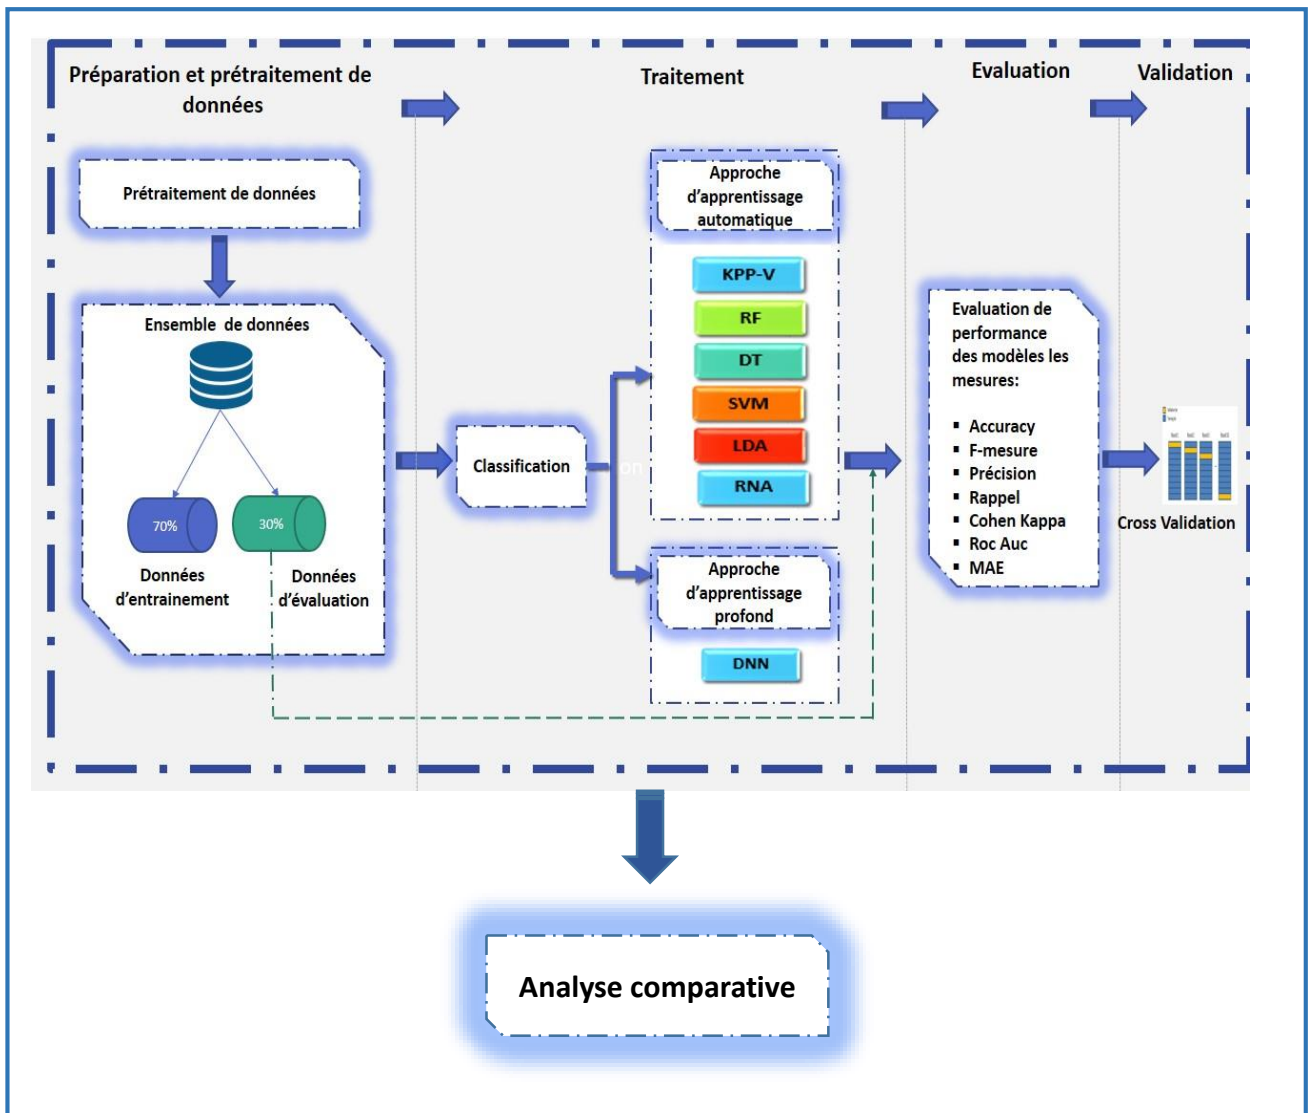 Préparation et prétraitement de
données
Traitement
Evaluation
Validation
Prétraitement de données
Ensemble de données
70%
30%
Données
d'entrainement
Données
d'évaluation
Classification
on
Approche
d'apprentissage
automatique
KPP-V
RF
DT
SVM
LDA
RNA
Approche
d'apprentissage
profond
DNN
Evaluation de
performance
des modèles les
mesures:
▪ Accuracy
▪ F-mesure
▪ Précision
▪ Rappel
▪ Cohen Kappa
▪ Roc Auc
▪ MAE
Cross Validation
Analyse comparative